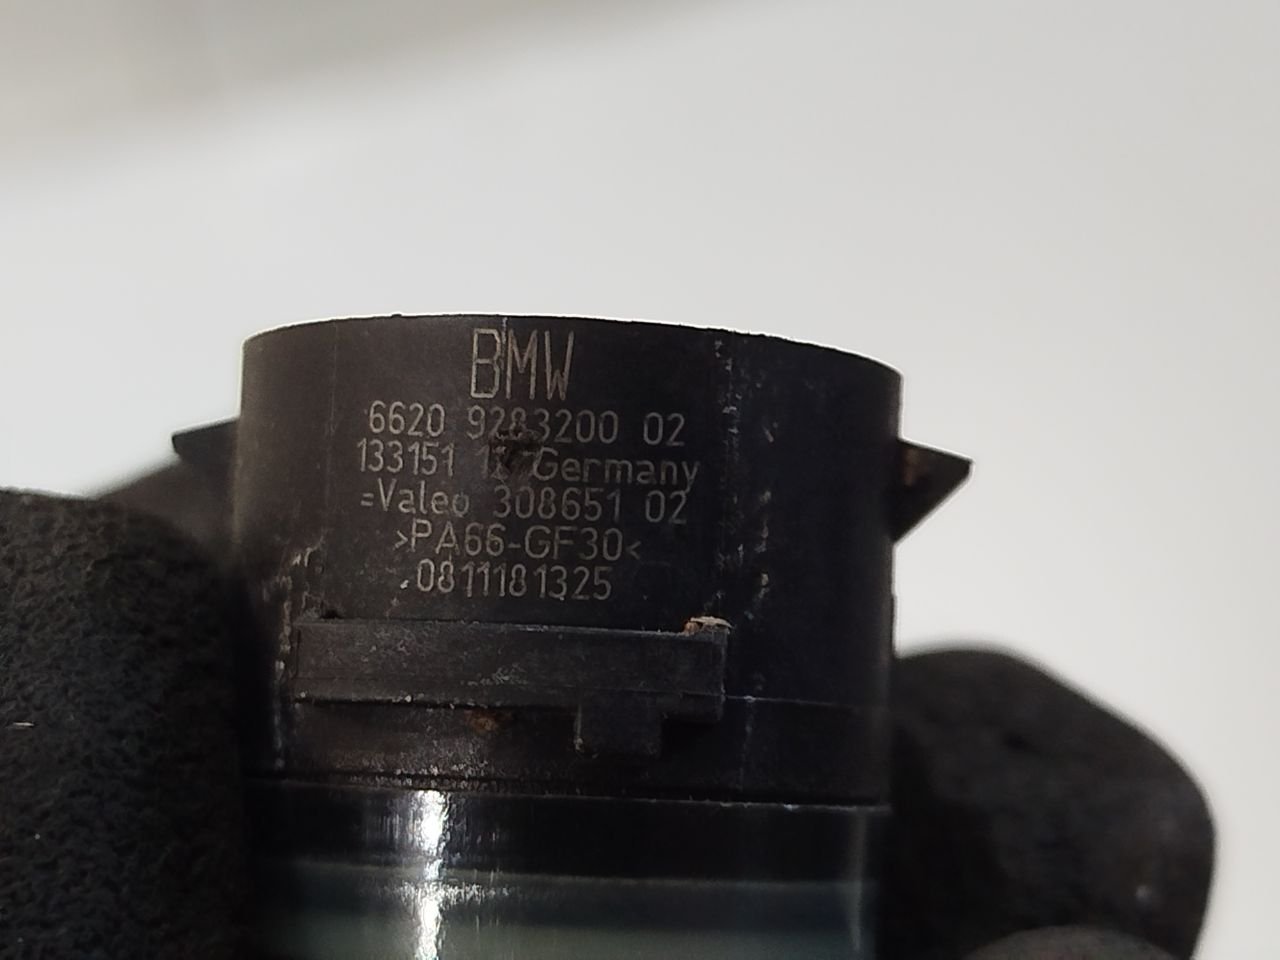 BMW
6620 9283200 02
133151 Germany
=Valeo 308651 02
>PA66-GF30<
0811181325